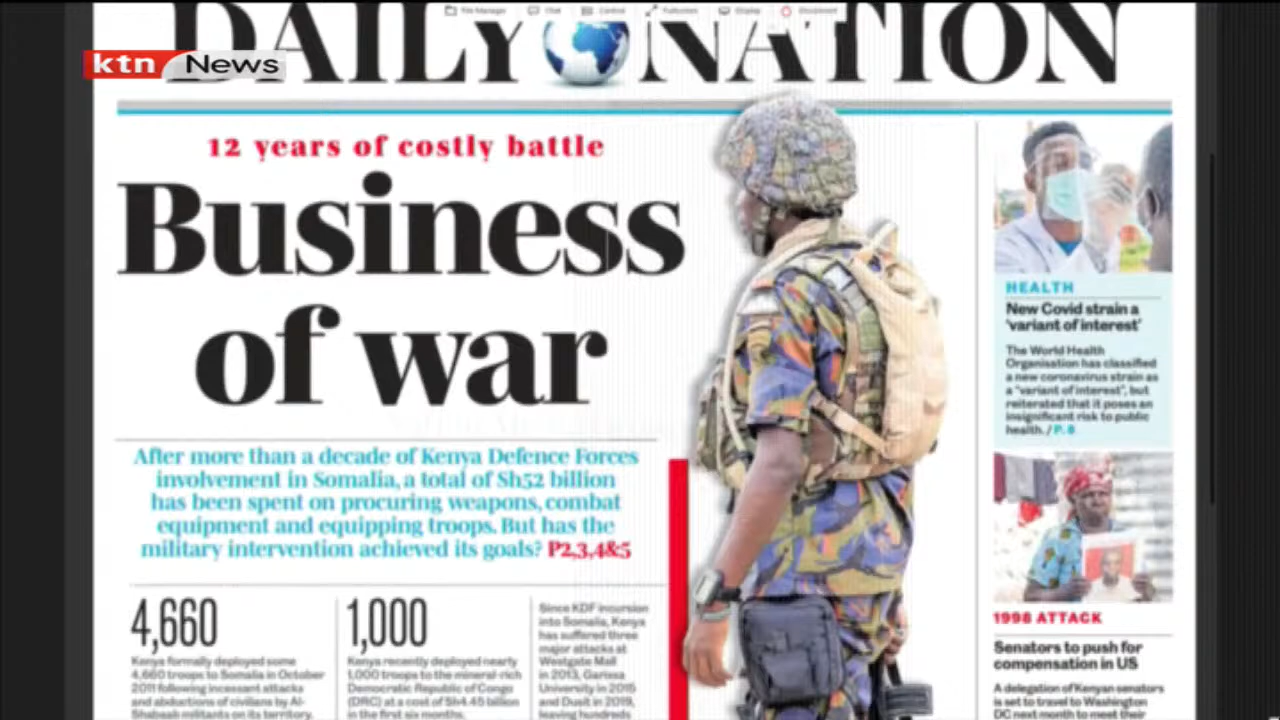 File Manager Chat Control Fullscreen Display Disconnect
DAILY NATION
ktn News
12 years of costly battle
Business
of war
After more than a decade of Kenya Defence Forces
involvement in Somalia, a total of Sh52 billion
has been spent on procuring weapons, combat
equipment and equipping troops. But has the
military intervention achieved its goals? P2,3,4&5
4,660
Kenya formally deployed some
4,660 troops to Somalia in October
2011 following incessant attacks
and abductions of civilians by Al-
Shabaab militants on its territory.
1,000
Kenya recently deployed nearly
1,000 troops to the mineral-rich
Democratic Republic of Congo
(DRC) at a cost of Sh4.45 billion
in the first six months.
Since KDF incursion
into Somalia, Kenya
has suffered three
major attacks at
Westgate Mall
in 2013, Garissa
University in 2015
and Dusit in 2019,
leaving hundreds
HEALTH
New Covid strain a
'variant of interest'
The World Health
Organisation has classified
a new coronavirus strain as
a "variant of interest", but
reiterated that it poses an
insignificant risk to public
health. / P. 8
1998 ATTACK
Senators to push for
compensation in US
A delegation of Kenyan senators
is set to travel to Washington
DC next month to meet their